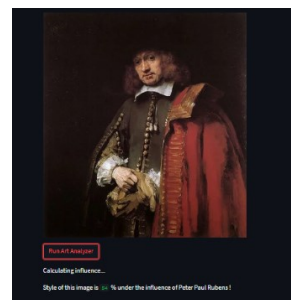 Run Art Analyzer
Calculating influence...
Style of this image is % under the influence of Peter Paul Rubens !